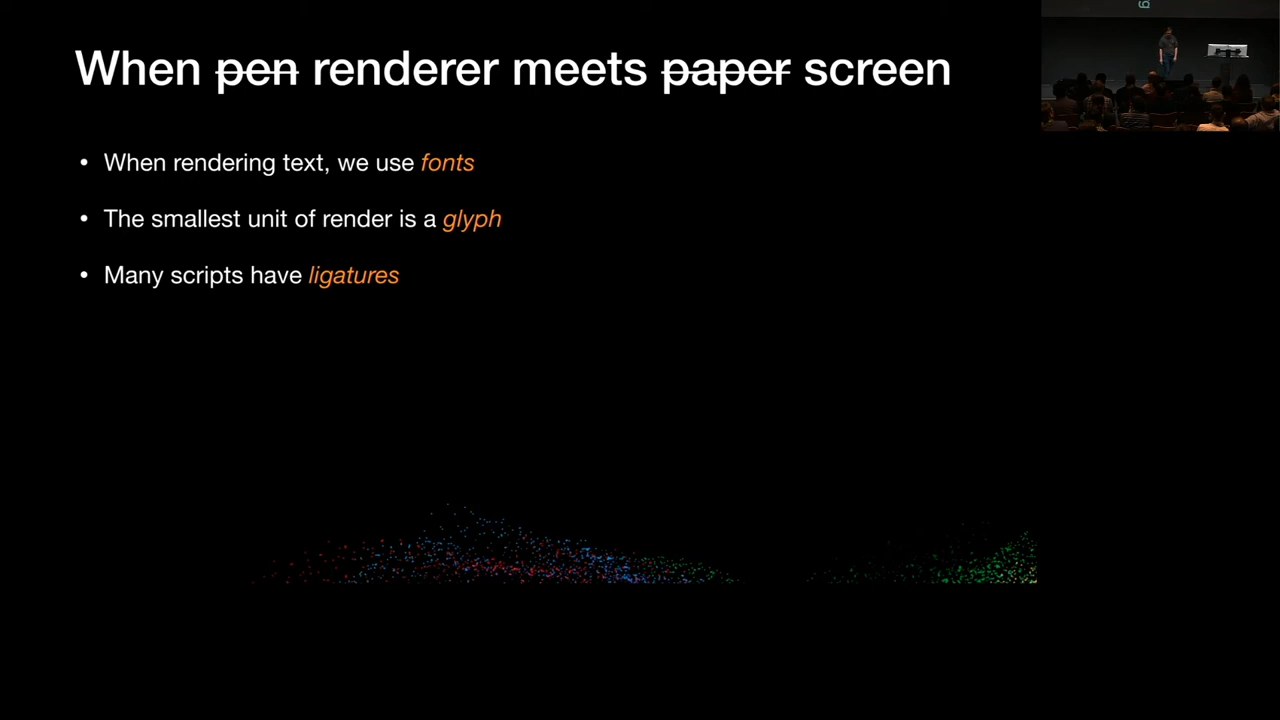 When pen renderer meets paper screen
• When rendering text, we use fonts
• The smallest unit of render is a glyph
• Many scripts have ligatures